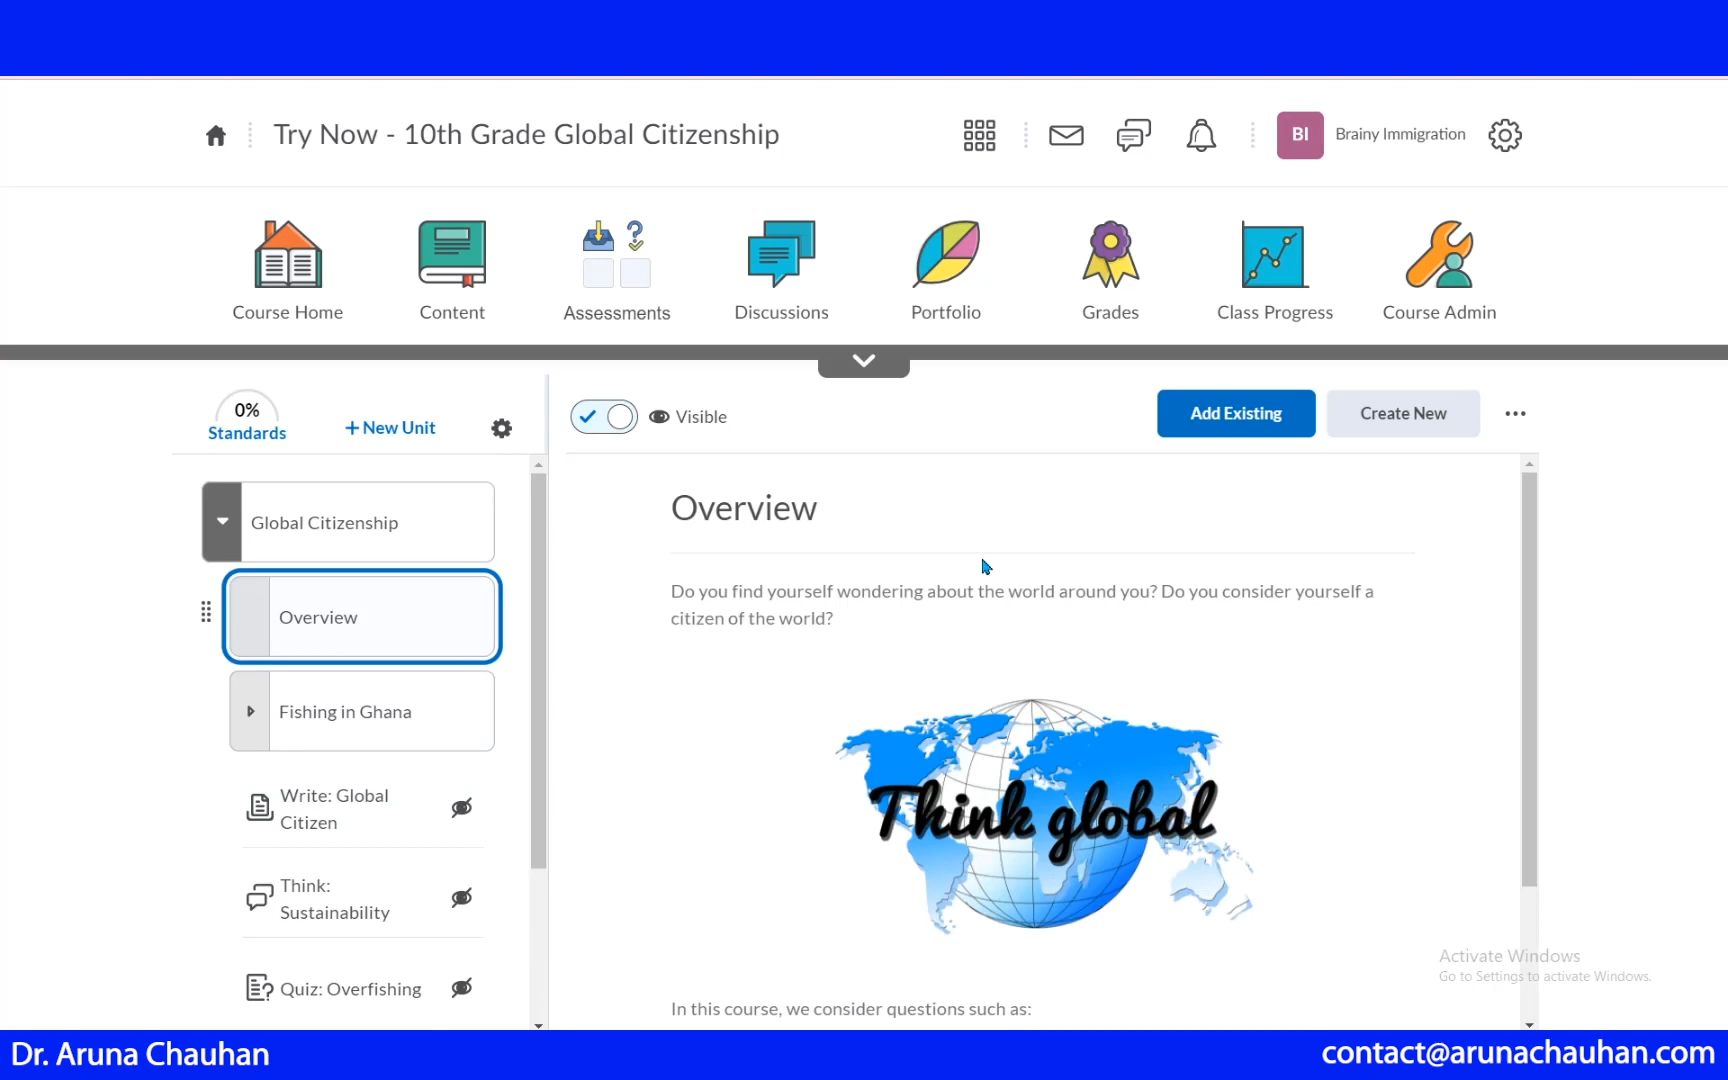 Try Now - 10th Grade Global Citizenship
BI
Brainy Immigration
Course Home
Content
Assessments
Discussions
Portfolio
Grades
Class Progress
Course Admin
0%
Standards
+ New Unit
Visible
Add Existing
Create New
Global Citizenship
Overview
Fishing in Ghana
Write: Global
Citizen
Think:
Sustainability
Quiz: Overfishing
Overview
Do you find yourself wondering about the world around you? Do you consider yourself a
citizen of the world?
Think global
In this course, we consider questions such as:
Activate Windows
Go to Settings to activate Windows.
Dr. Aruna Chauhan
contact@arunachauhan.com